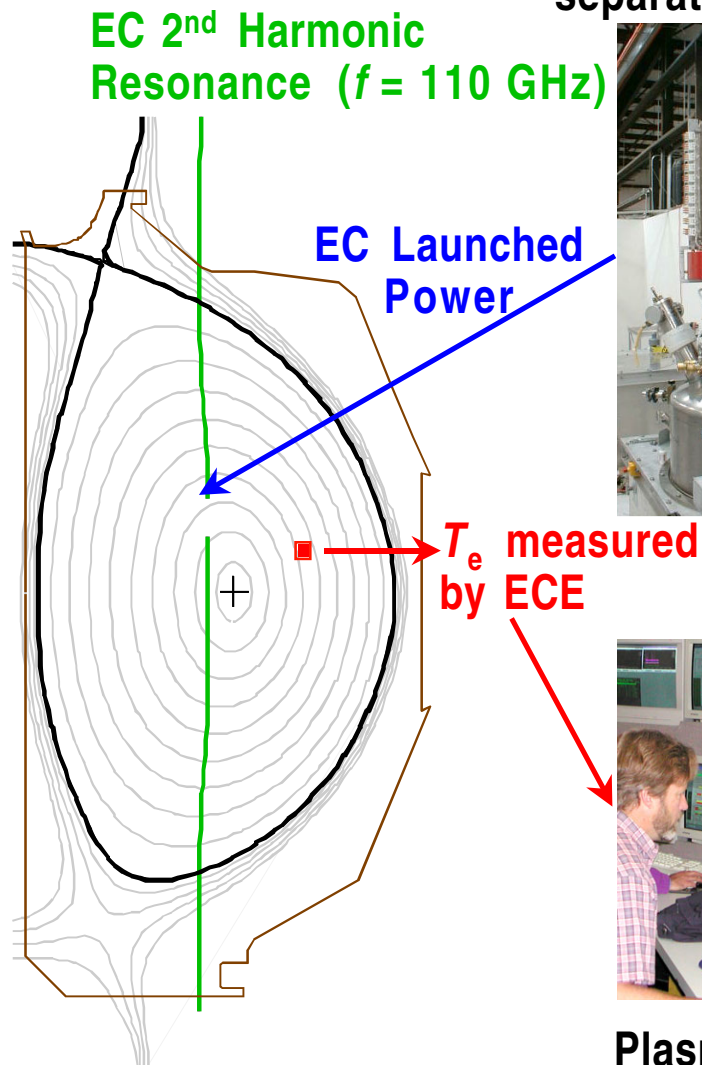 EC 2nd Harmonic
Resonance (f = 110 GHz)
EC Launched
Power
Te measured
by ECE